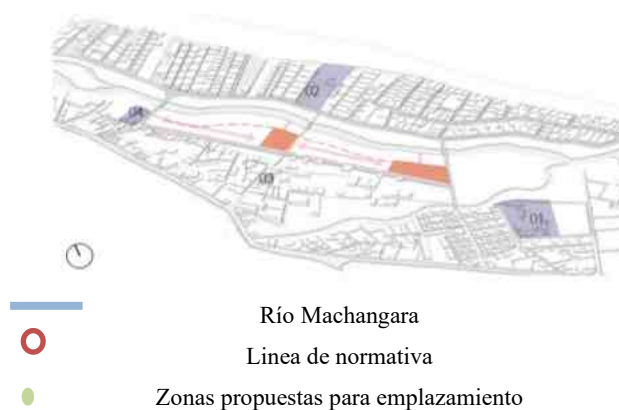 02
04
03
01
Río Machangara
Linea de normativa
Zonas propuestas para emplazamiento